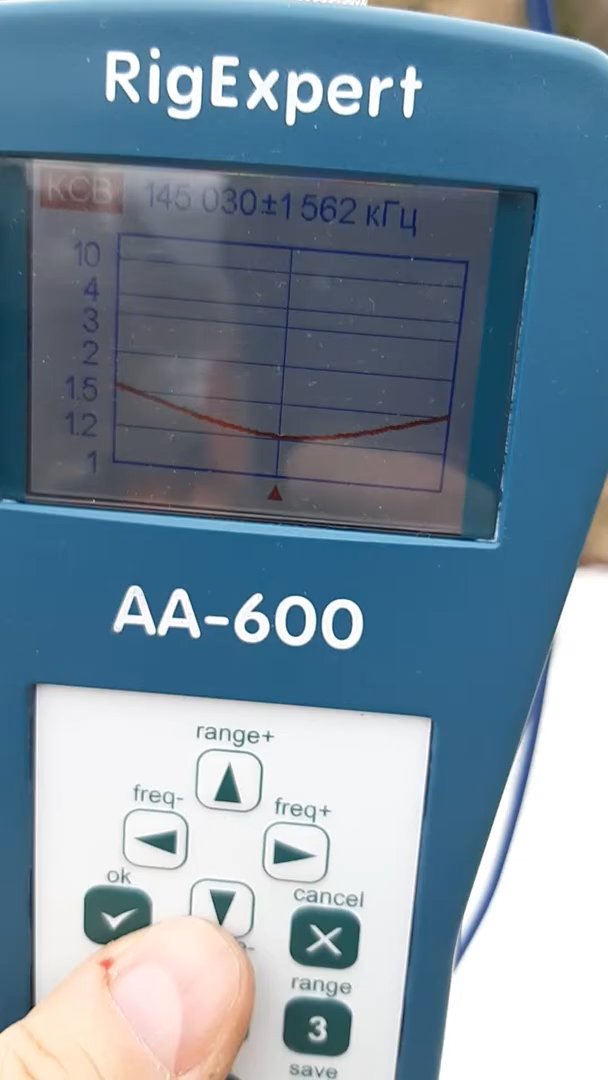 RigExpert
КСВ 145 030±1 562 кГц
10
4
3
2
1.5
1.2
1
AA-600
range+
freq-
freq+
ok
cancel
range
3
save